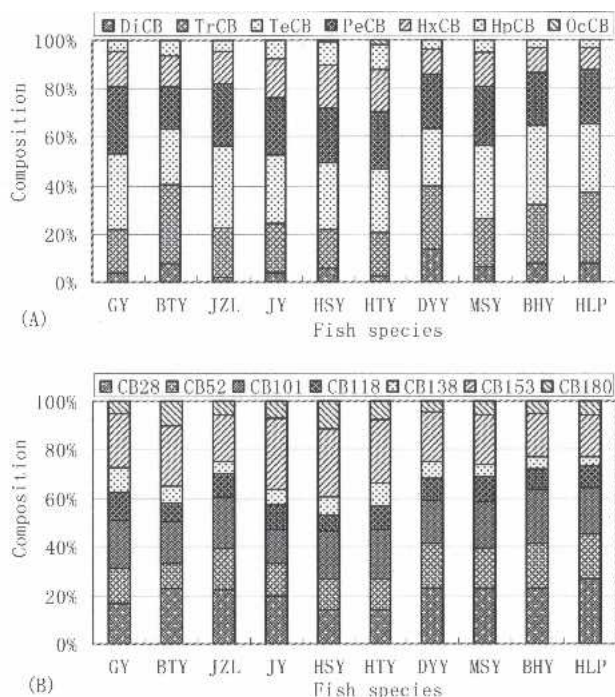 DiCB TrCB TeCB PeCB HxCB HpCB OcCB
100%
80%
60%
40%
20%
0%
Composition
GY BTY JZL JY HSY HTY DYY MSY BHY HLP
(A)
Fish species
CB28 CB52 CB101 CB118 CB138 CB153 CB180
100%
80%
60%
40%
20%
0%
Composition
GY BTY JZL JY HSY HTY DYY MSY BHY HLP
(B)
Fish species